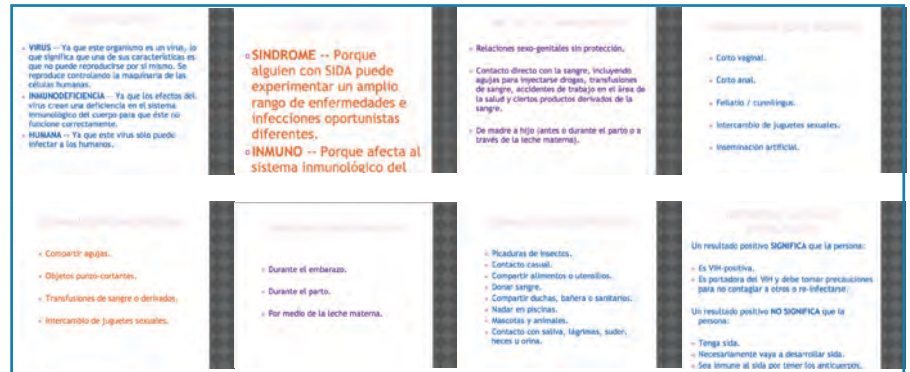 VIRUS -- Ya que este organismo es un virus, lo
que significa que una de sus características es
que no puede reproducirse por sí mismo. Se
reproduce controlando la maquinaria de las
células humanas.
INMUNODEFICIENCIA -- Ya que los efectos del
virus crean una deficiencia en el sistema
inmunológico del cuerpo para que éste no
funcione correctamente.
HUMANA -- Ya que este virus sólo puede
infectar a los humanos.
SINDROME -- Porque
alguien con SIDA puede
experimentar un amplio
rango de enfermedades e
infecciones oportunistas
diferentes.
INMUNO -- Porque afecta al
sistema inmunológico del
Relaciones sexo-genitales sin protección.
Contacto directo con la sangre, incluyendo
agujas para inyectarse drogas, transfusiones
de sangre, accidentes de trabajo en el área de
la salud y ciertos productos derivados de la
sangre.
De madre a hijo (antes o durante el parto o a
través de la leche materna).
Coito vaginal.
Coito anal.
Fellatio / cunnilingus.
Intercambio de juguetes sexuales.
Inseminación artificial.
Compartir agujas.
Objetos punzo-cortantes.
Transfusiones de sangre o derivados.
Intercambio de juguetes sexuales.
Durante el embarazo.
Durante el parto.
Por medio de la leche materna.
Picaduras de insectos.
Contacto casual.
Compartir alimentos o utensilios.
Donar sangre.
Compartir duchas, bañera o sanitarios.
Nadar en piscinas.
Mascotas y animales.
Contacto con saliva, lágrimas, sudor,
heces u orina.
Un resultado positivo SIGNIFICA que la persona:
Es VIH-positiva.
Es portadora del VIH y debe tomar precauciones
para no contagiar a otros o re-infectarse.
Un resultado positivo NO SIGNIFICA que la
persona:
Tenga sida.
Necesariamente vaya a desarrollar sida.
Sea inmune al sida por tener los anticuerpos.